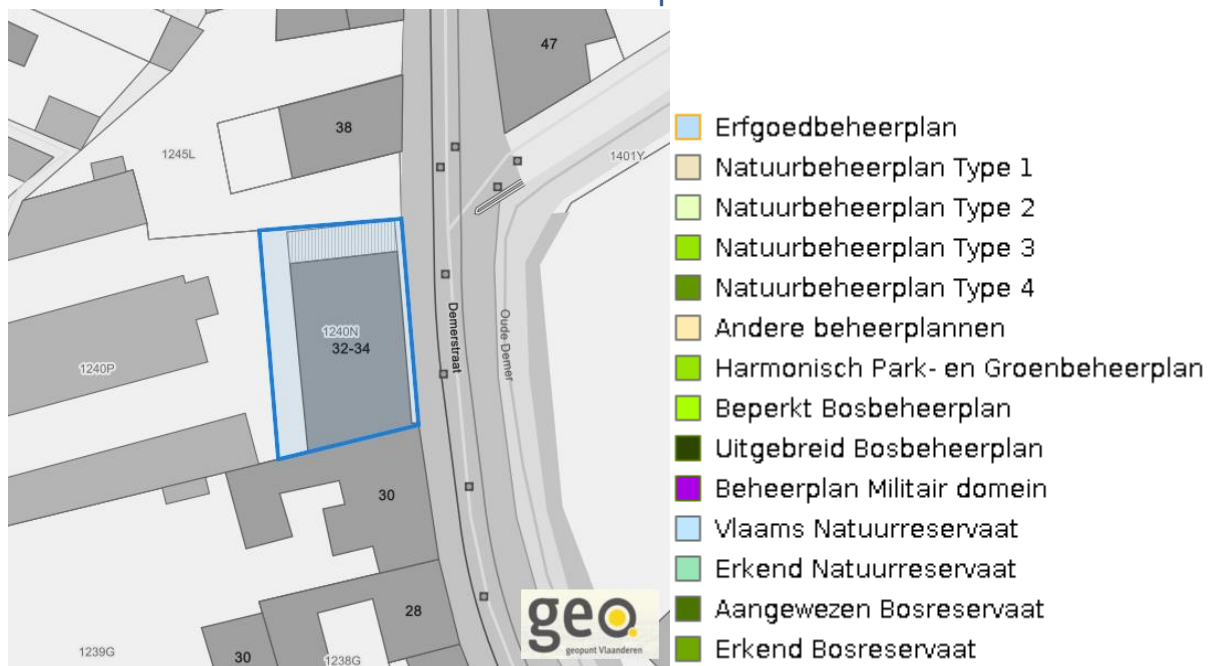 47
38
1245L
1401Y
1240N
32-34
Demerstraat
Oude Demer
1240P
30
28
30
1239G
1238G
geo.
geopunt Vlaanderen
Erfgoedbeheerplan
Natuurbeheerplan Type 1
Natuurbeheerplan Type 2
Natuurbeheerplan Type 3
Natuurbeheerplan Type 4
Andere beheerplannen
Harmonisch Park- en Groenbeheerplan
Beperkt Bosbeheerplan
Uitgebreid Bosbeheerplan
Beheerplan Militair domein
Vlaams Natuurreservaat
Erkend Natuurreservaat
Aangewezen Bosreservaat
Erkend Bosreservaat